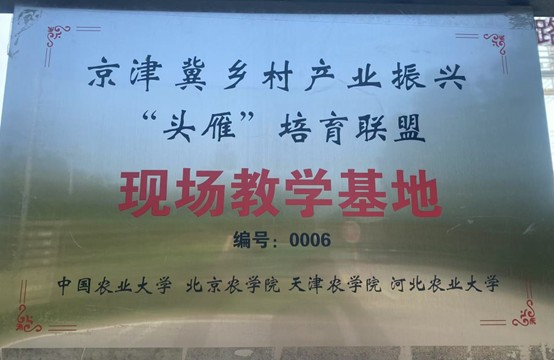 京津冀乡村产业振兴
“头雁”培育联盟
现场教学基地
编号：0006
中国农业大学 北京农学院 天津农学院 河北农业大学